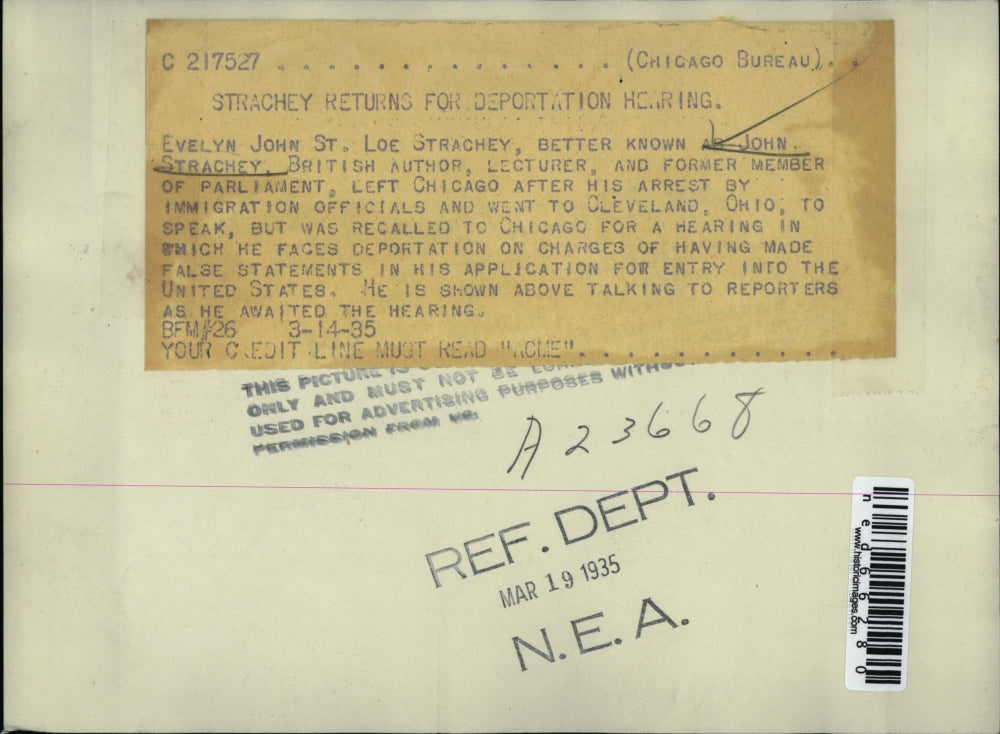 C 217527 . . . . . . . . . . . . . . . (CHICAGO BUREAU). .
STRACHEY RETURNS FOR DEPORTATION HEARING.
EVELYN JOHN ST. LOE STRACHEY, BETTER KNOWN AS JOHN
STRACHEY, BRITISH AUTHOR, LECTURER, AND FORMER MEMBER
OF PARLIAMENT, LEFT CHICAGO AFTER HIS ARREST BY
IMMIGRATION OFFICIALS AND WENT TO CLEVELAND, OHIO, TO
SPEAK, BUT WAS RECALLED TO CHICAGO FOR A HEARING IN
WHICH HE FACES DEPORTATION ON CHARGES OF HAVING MADE
FALSE STATEMENTS IN HIS APPLICATION FOR ENTRY INTO THE
UNITED STATES. HE IS SHOWN ABOVE TALKING TO REPORTERS
AS HE AWAITED THE HEARING.
BFM#26 3-14-35
YOUR CREDIT LINE MUST READ "ACME". . . . . . . . . . . .
THIS PICTURE IS
ONLY AND MUST NOT BE
USED FOR ADVERTISING PURPOSES WITHOUT
PERMISSION FROM US.
A 23668
REF. DEPT.
MAR 19 1935
N.E.A.
ned66280
www.historicimages.com